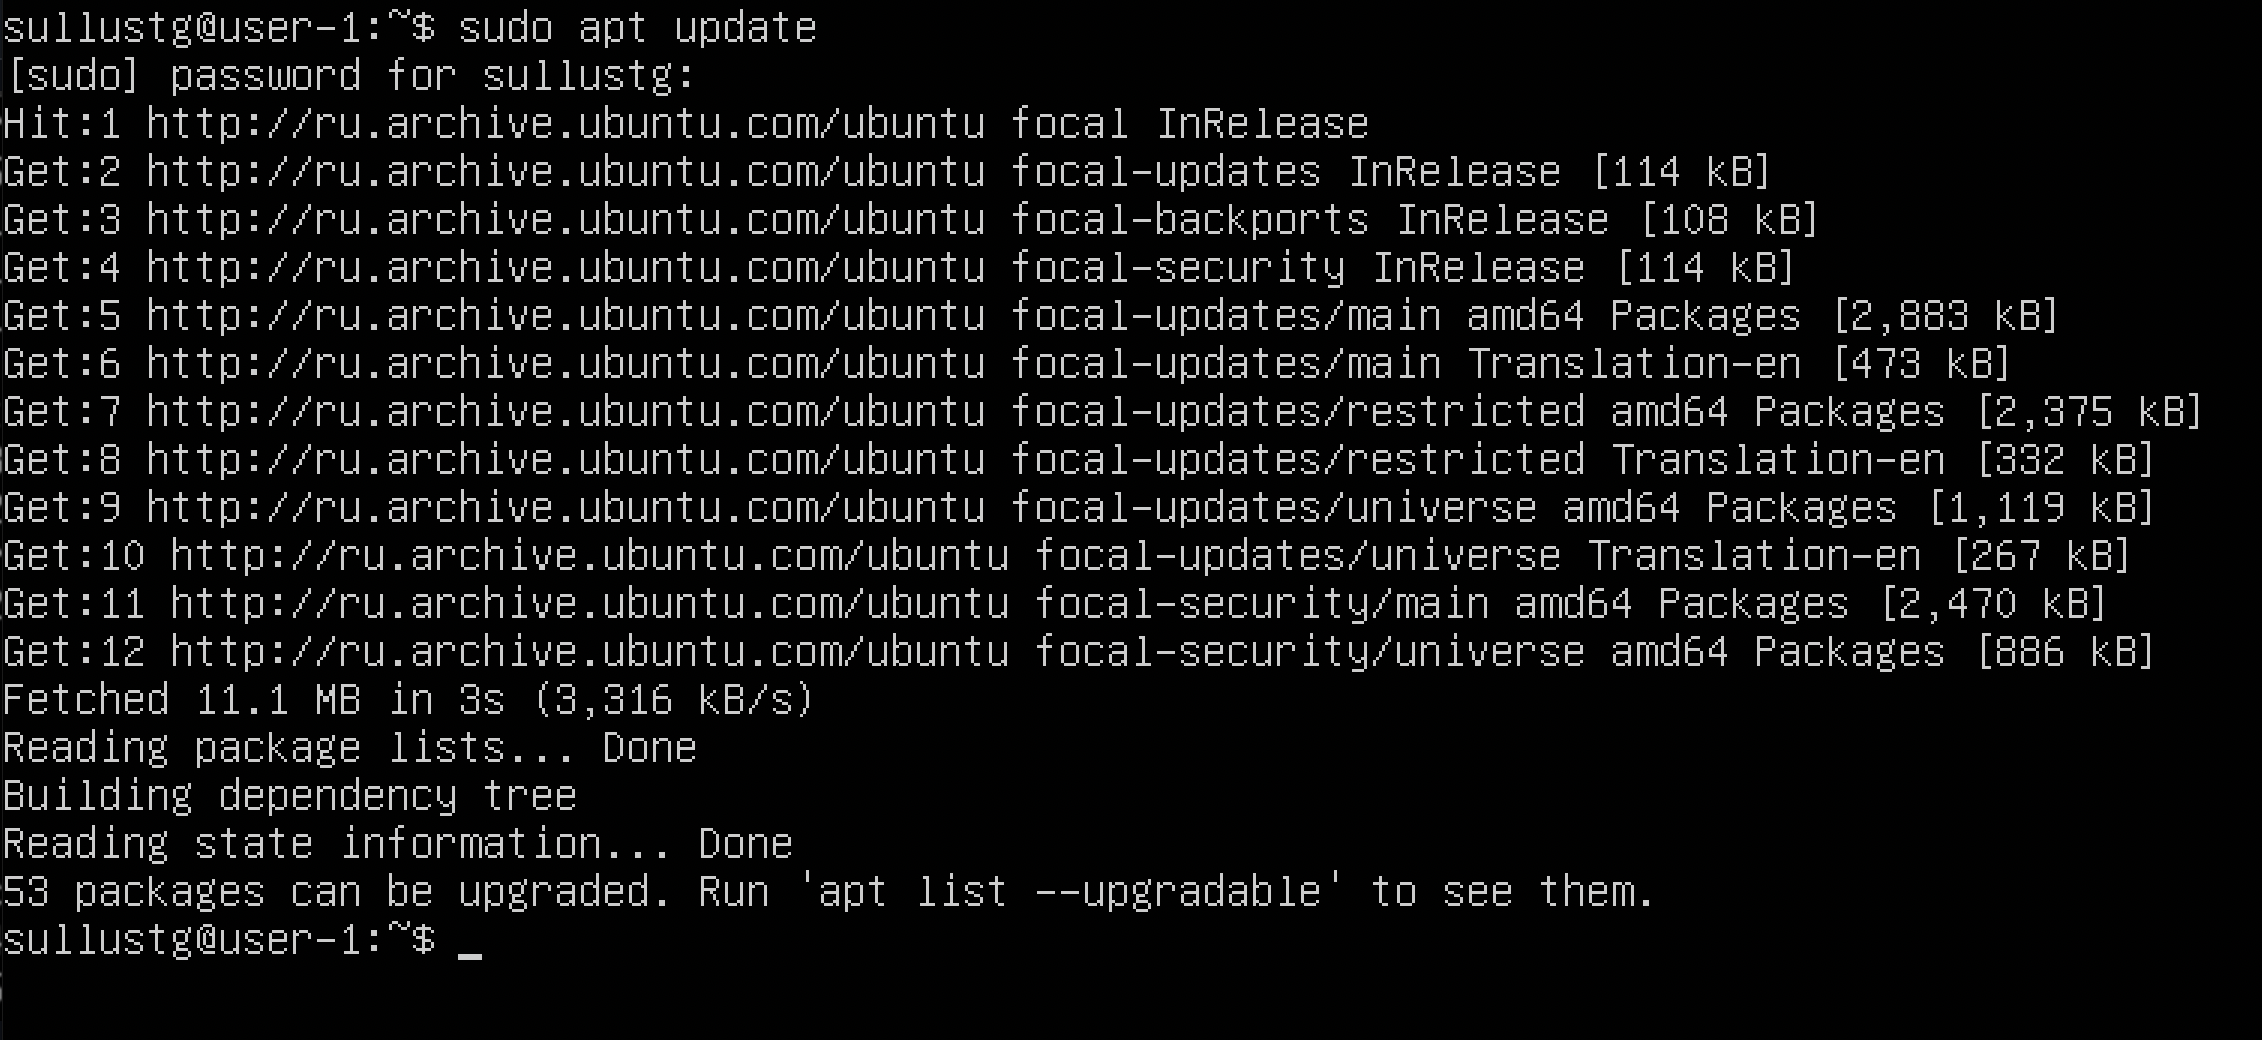 sullustg@user-1:~$ sudo apt update
[sudo] password for sullustg:
Hit:1 http://ru.archive.ubuntu.com/ubuntu focal InRelease
Get:2 http://ru.archive.ubuntu.com/ubuntu focal-updates InRelease [114 kB]
Get:3 http://ru.archive.ubuntu.com/ubuntu focal-backports InRelease [108 kB]
Get:4 http://ru.archive.ubuntu.com/ubuntu focal-security InRelease [114 kB]
Get:5 http://ru.archive.ubuntu.com/ubuntu focal-updates/main amd64 Packages [2,883 kB]
Get:6 http://ru.archive.ubuntu.com/ubuntu focal-updates/main Translation-en [473 kB]
Get:7 http://ru.archive.ubuntu.com/ubuntu focal-updates/restricted amd64 Packages [2,375 kB]
Get:8 http://ru.archive.ubuntu.com/ubuntu focal-updates/restricted Translation-en [332 kB]
Get:9 http://ru.archive.ubuntu.com/ubuntu focal-updates/universe amd64 Packages [1,119 kB]
Get:10 http://ru.archive.ubuntu.com/ubuntu focal-updates/universe Translation-en [267 kB]
Get:11 http://ru.archive.ubuntu.com/ubuntu focal-security/main amd64 Packages [2,470 kB]
Get:12 http://ru.archive.ubuntu.com/ubuntu focal-security/universe amd64 Packages [886 kB]
Fetched 11.1 MB in 3s (3,316 kB/s)
Reading package lists... Done
Building dependency tree
Reading state information... Done
53 packages can be upgraded. Run 'apt list --upgradable' to see them.
sullustg@user-1:~$ _